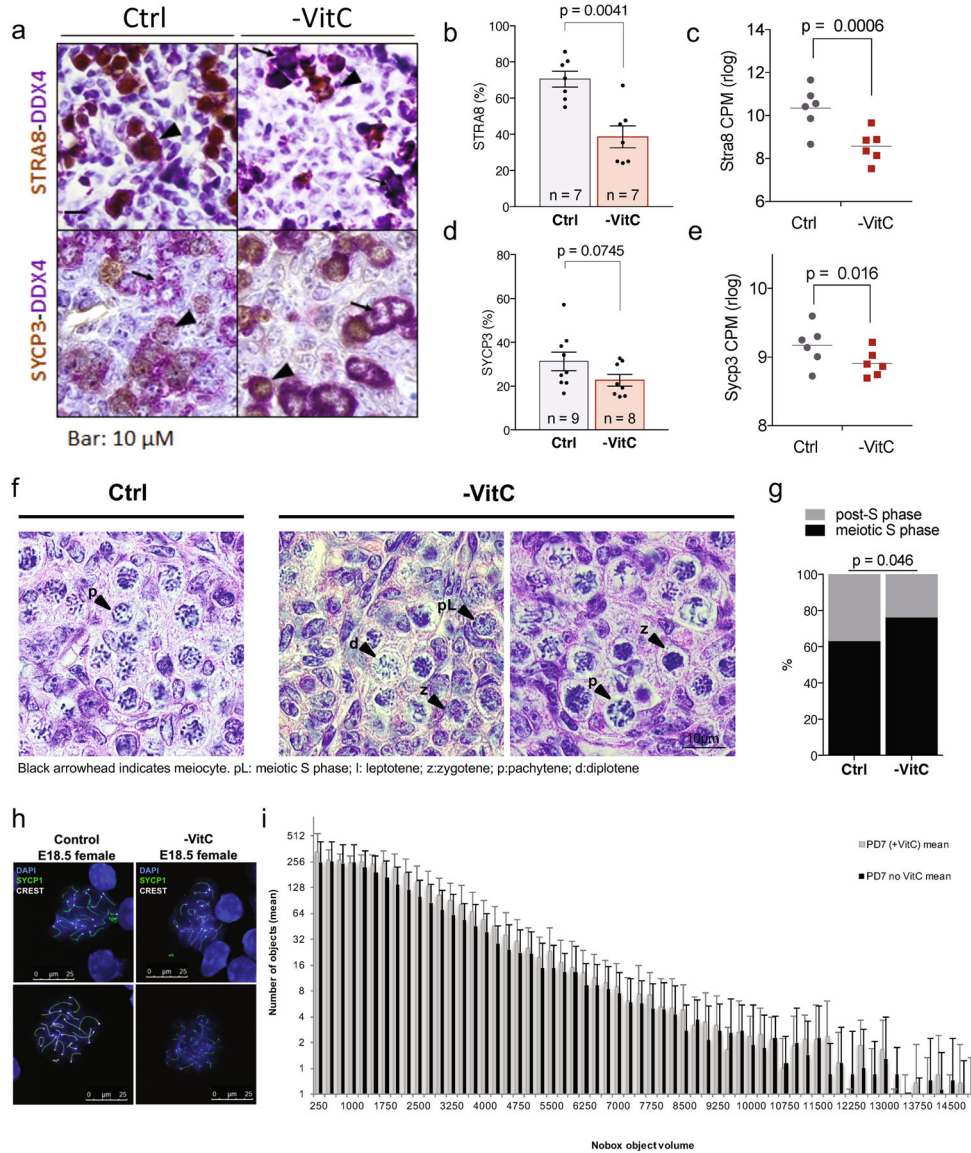 a
Ctrl
-VitC
STRA8-DDX4
SYCP3-DDX4
Bar: 10 µM
b
p = 0.0041
STRA8 (%)
100
80
60
40
20
0
n = 7
n = 7
Ctrl
-VitC
c
p = 0.0006
Stra8 CPM (rlog)
14
12
10
8
6
Ctrl
-VitC
d
p = 0.0745
SYCP3 (%)
80
60
40
20
0
n = 9
n = 8
Ctrl
-VitC
e
p = 0.016
Sycp3 CPM (rlog)
10
9
8
Ctrl
-VitC
f
Ctrl
-VitC
p
pL
d
z
z
p
10µm
Black arrowhead indicates meiocyte. pL: meiotic S phase; l: leptotene; z:zygotene; p:pachytene; d:diplotene
g
post-S phase
meiotic S phase
p = 0.046
%
100
80
60
40
20
0
Ctrl
-VitC
h
Control
E18.5 female
-VitC
E18.5 female
DAPI
SYCP1
CREST
DAPI
SYCP1
CREST
0 µm 25
0 µm 25
0 µm 25
0 µm 25
i
PD7 (+VitC) mean
PD7 no VitC mean
Number of objects (mean)
512
256
128
64
32
16
8
4
2
1
1
250 1000 1750 2500 3250 4000 4750 5500 6250 7000 7750 8500 9250 10000 10750 11500 12250 13000 13750 14500
Nobox object volume